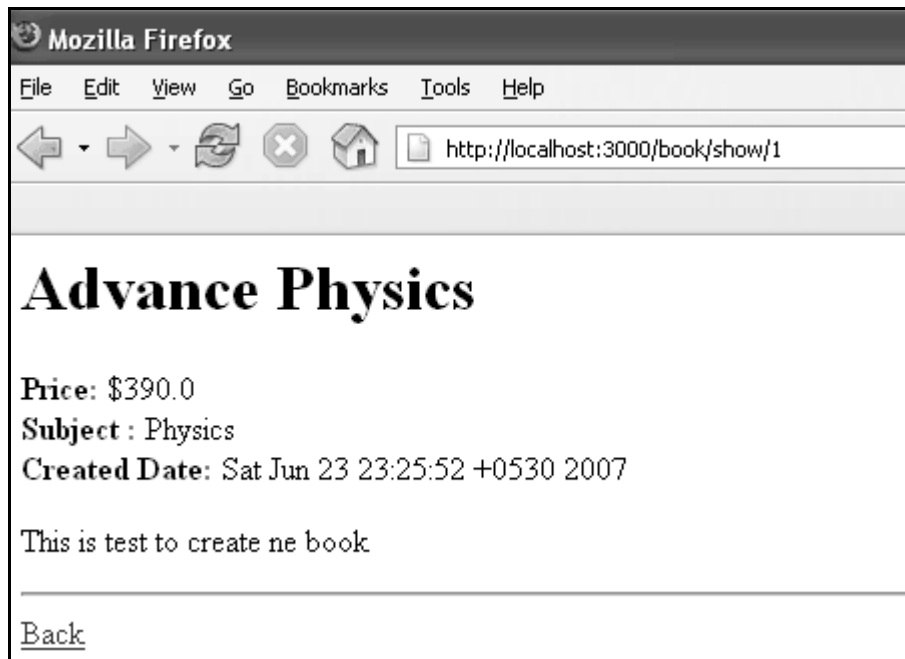 Mozilla Firefox
File Edit View Go Bookmarks Tools Help
http://localhost:3000/book/show/1
Advance Physics
Price: $390.0
Subject : Physics
Created Date: Sat Jun 23 23:25:52 +0530 2007
This is test to create ne book
Back